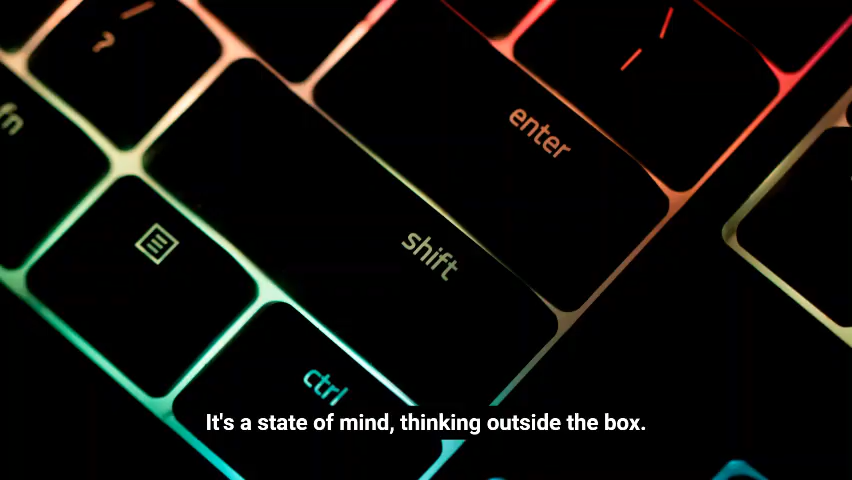 ?
/
fn
enter
\
shift
ctrl
It's a state of mind, thinking outside the box.